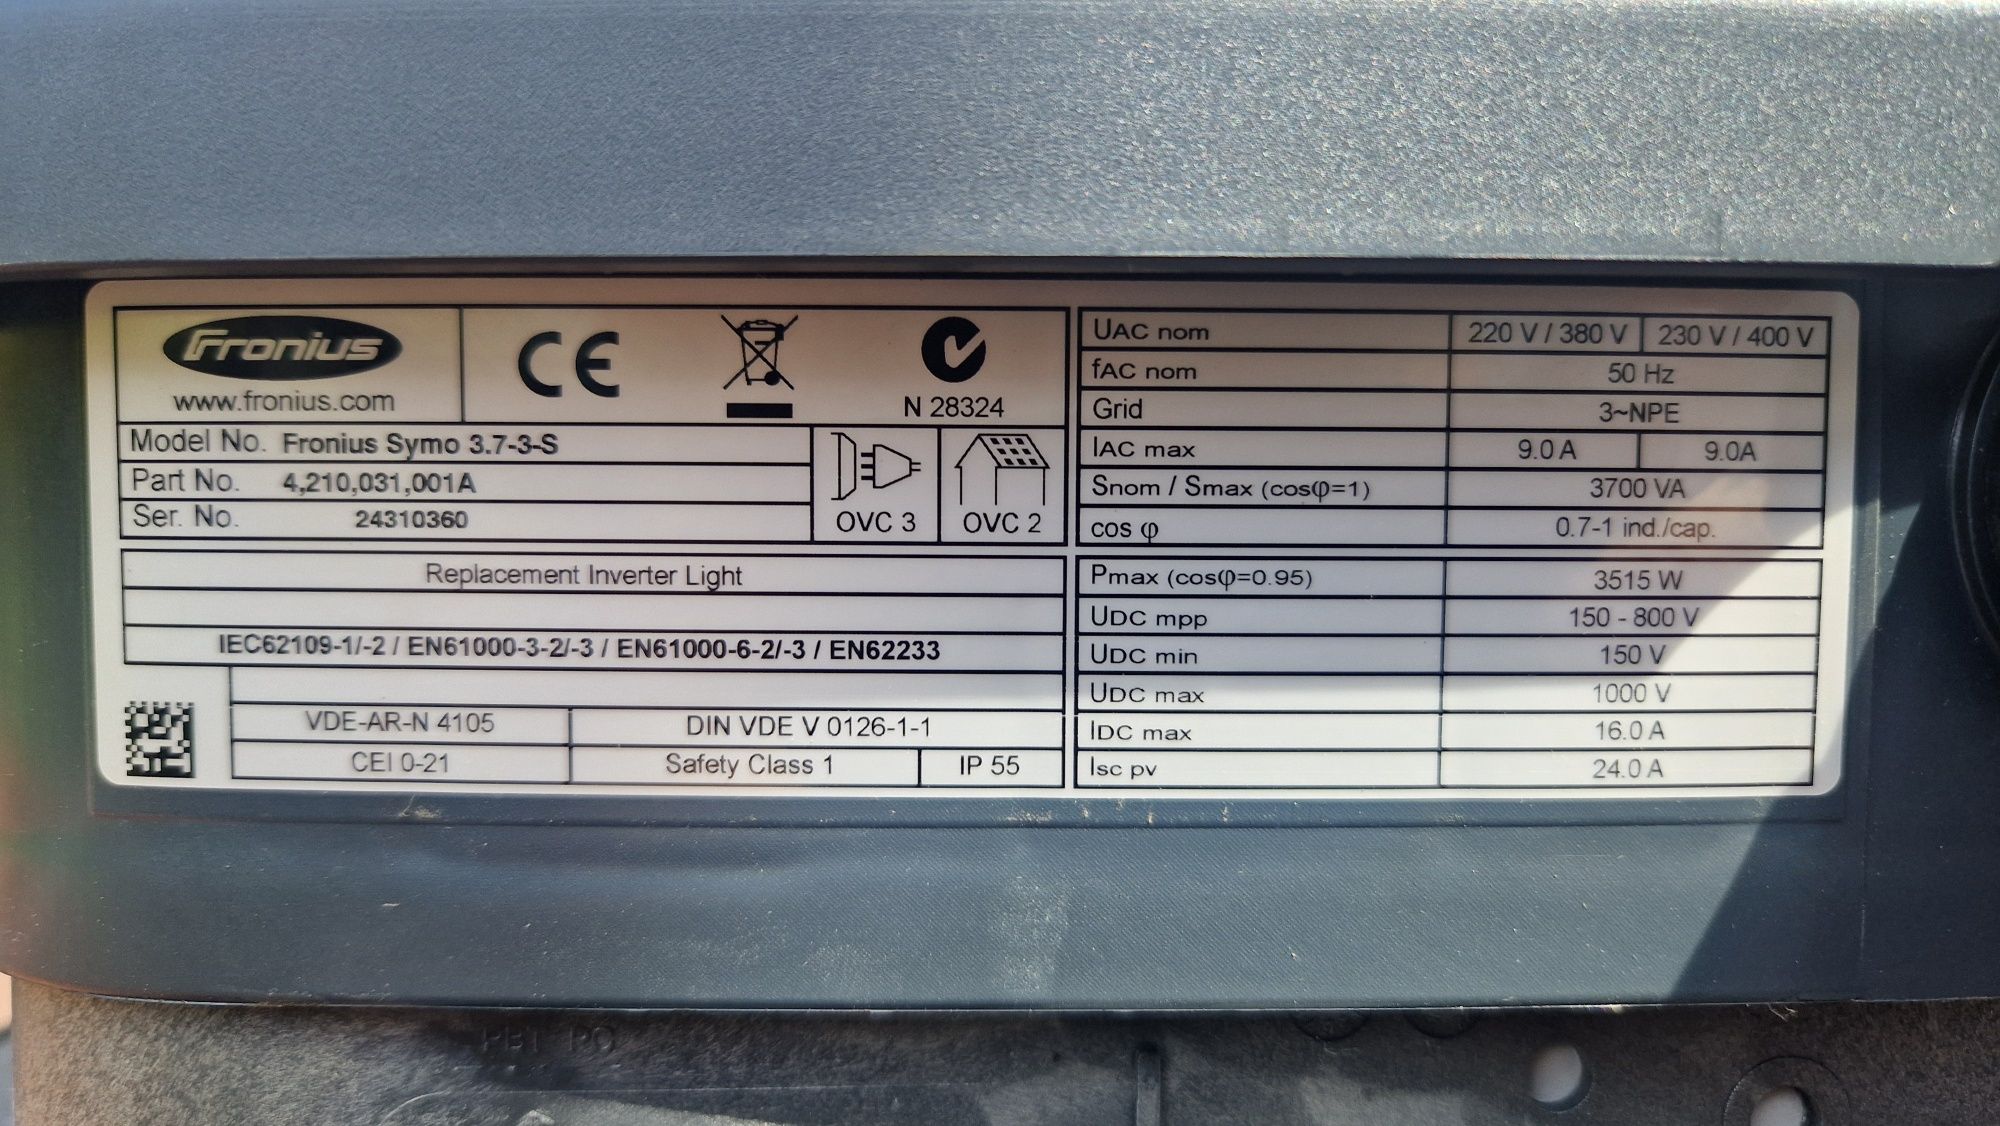 Fronius
www.fronius.com
CE
N 28324
Model No. Fronius Symo 3.7-3-S
Part No. 4,210,031,001A
Ser. No. 24310360
OVC 3
OVC 2
Replacement Inverter Light
IEC62109-1/-2 / EN61000-3-2/-3 / EN61000-6-2/-3 / EN62233
VDE-AR-N 4105 DIN VDE V 0126-1-1
CEI 0-21 Safety Class 1 IP 55
UAC nom 220 V / 380 V 230 V / 400 V
fAC nom 50 Hz
Grid 3~NPE
IAC max 9.0 A 9.0A
Snom / Smax (cosφ=1) 3700 VA
cos φ 0.7-1 ind./cap.
Pmax (cosφ=0.95) 3515 W
UDC mpp 150 - 800 V
UDC min 150 V
UDC max 1000 V
IDC max 16.0 A
Isc pv 24.0 A